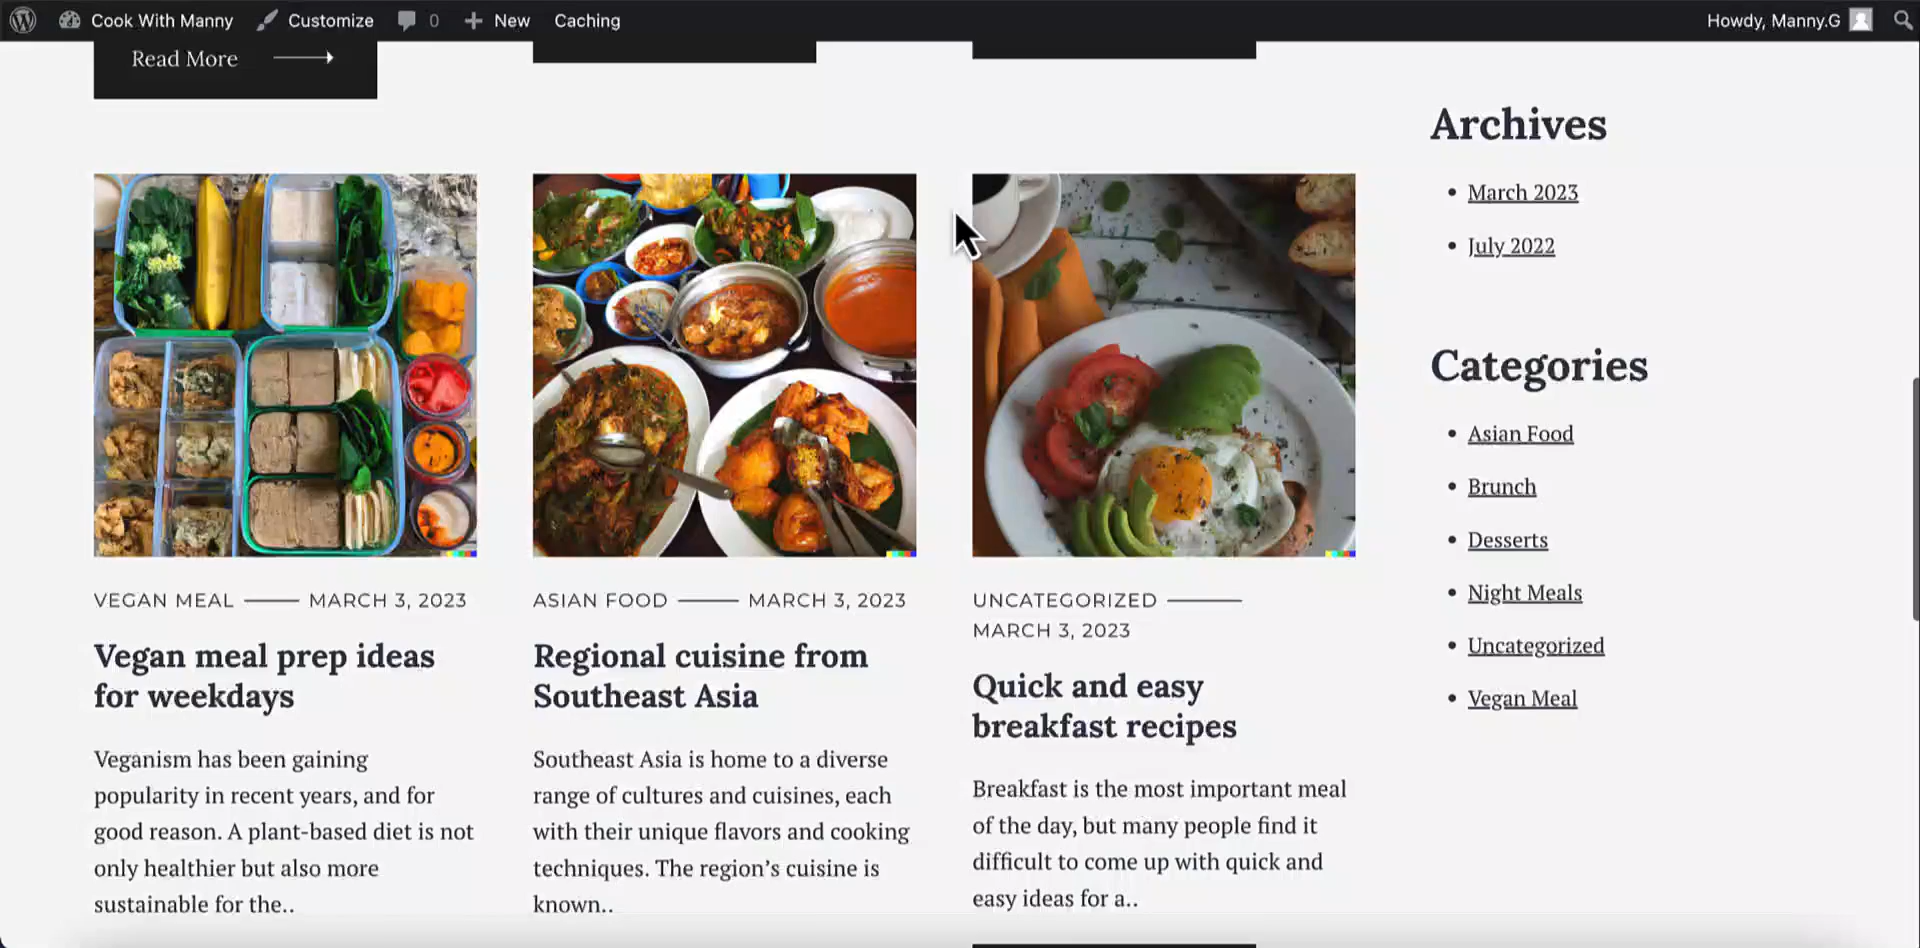 Cook With Manny Customize 0 New Caching Howdy, Manny.G
Read More
VEGAN MEAL MARCH 3, 2023
Vegan meal prep ideas
for weekdays
Veganism has been gaining
popularity in recent years, and for
good reason. A plant-based diet is not
only healthier but also more
sustainable for the..
ASIAN FOOD MARCH 3, 2023
Regional cuisine from
Southeast Asia
Southeast Asia is home to a diverse
range of cultures and cuisines, each
with their unique flavors and cooking
techniques. The region’s cuisine is
known..
UNCATEGORIZED
MARCH 3, 2023
Quick and easy
breakfast recipes
Breakfast is the most important meal
of the day, but many people find it
difficult to come up with quick and
easy ideas for a..
Archives
March 2023
July 2022
Categories
Asian Food
Brunch
Desserts
Night Meals
Uncategorized
Vegan Meal